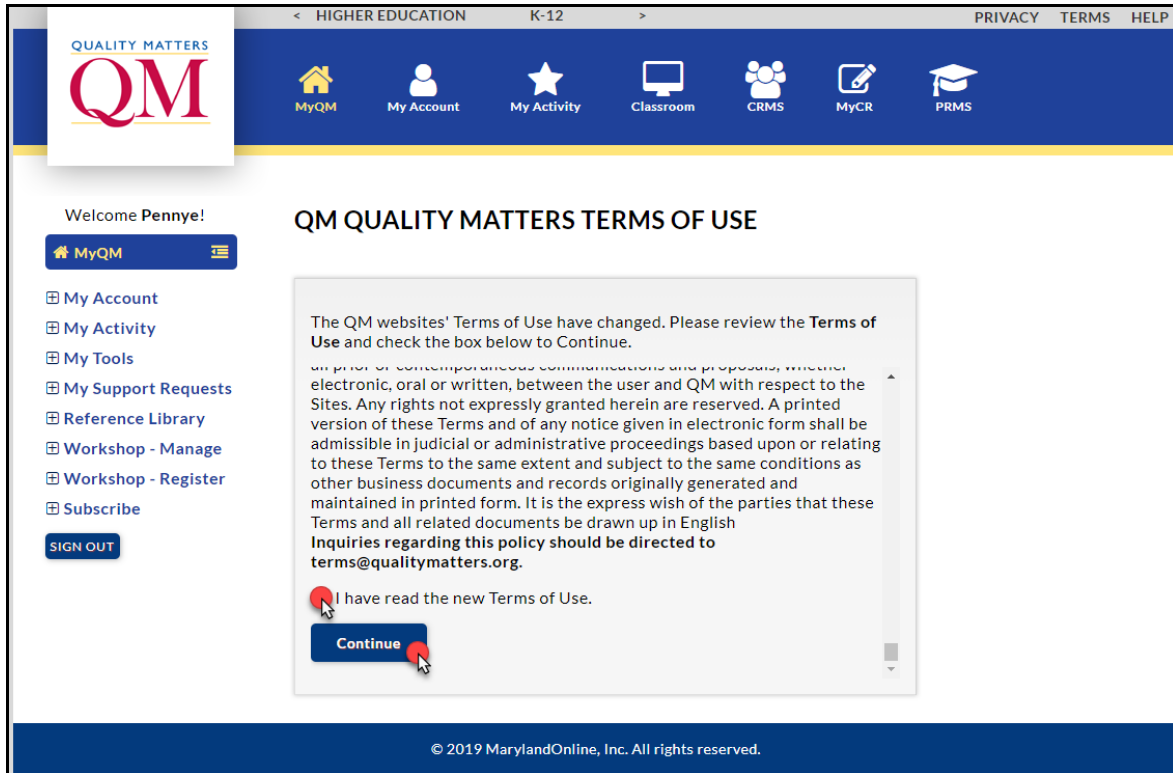 < HIGHER EDUCATION K-12 > PRIVACY TERMS HELP
QUALITY MATTERS
QM
MyQM My Account My Activity Classroom CRMS MyCR PRMS
Welcome Pennye!
MyQM
My Account
My Activity
My Tools
My Support Requests
Reference Library
Workshop - Manage
Workshop - Register
Subscribe
SIGN OUT
QM QUALITY MATTERS TERMS OF USE
The QM websites' Terms of Use have changed. Please review the Terms of
Use and check the box below to Continue.
all prior or contemporaneous communications and proposals, whether
electronic, oral or written, between the user and QM with respect to the
Sites. Any rights not expressly granted herein are reserved. A printed
version of these Terms and of any notice given in electronic form shall be
admissible in judicial or administrative proceedings based upon or relating
to these Terms to the same extent and subject to the same conditions as
other business documents and records originally generated and
maintained in printed form. It is the express wish of the parties that these
Terms and all related documents be drawn up in English
Inquiries regarding this policy should be directed to
terms@qualitymatters.org.
I have read the new Terms of Use.
Continue
© 2019 MarylandOnline, Inc. All rights reserved.